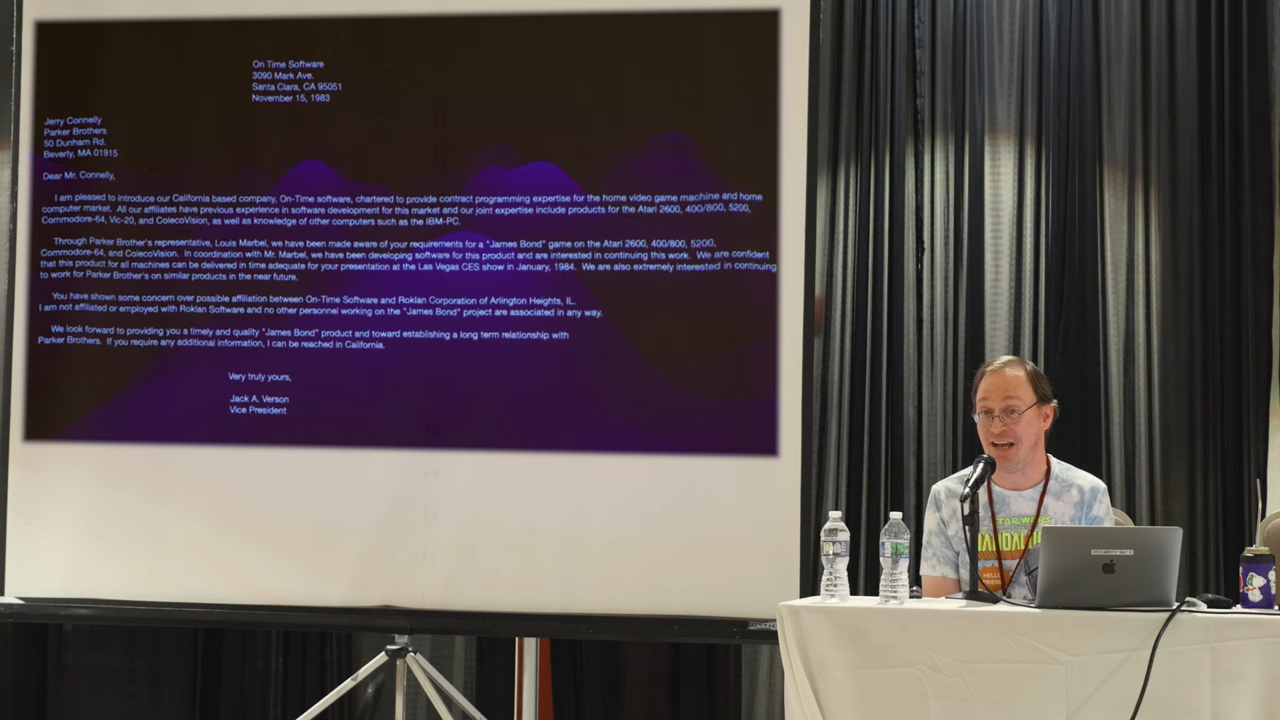 On Time Software
3090 Mark Ave.
Santa Clara, CA 95051
November 15, 1983
Jerry Connelly
Parker Brothers
50 Dunham Rd.
Beverly, MA 01915
Dear Mr. Connelly,
I am pleased to introduce our California based company, On-Time software, chartered to provide contract programming expertise for the home video game machine and home
computer market. All our affiliates have previous experience in software development for this market and our joint expertise include products for the Atari 2600, 400/800, 5200,
Commodore-64, Vic-20, and ColecoVision, as well as knowledge of other computers such as the IBM-PC.
Through Parker Brother's representative, Louis Marbel, we have been made aware of your requirements for a "James Bond" game on the Atari 2600, 400/800, 5200,
Commodore-64, and ColecoVision. In coordination with Mr. Marbel, we have been developing software for this product and are interested in continuing this work. We are confident
that this product for all machines can be delivered in time adequate for your presentation at the Las Vegas CES show in January, 1984. We are also extremely interested in continuing
to work for Parker Brother's on similar products in the near future.
You have shown some concern over possible affiliation between On-Time Software and Roklan Corporation of Arlington Heights, IL.
I am not affiliated or employed with Roklan Software and no other personnel working on the "James Bond" project are associated in any way.
We look forward to providing you a timely and quality "James Bond" product and toward establishing a long term relationship with
Parker Brothers. If you require any additional information, I can be reached in California.
Very truly yours,
Jack A. Verson
Vice President
STAR WARS
HELLO